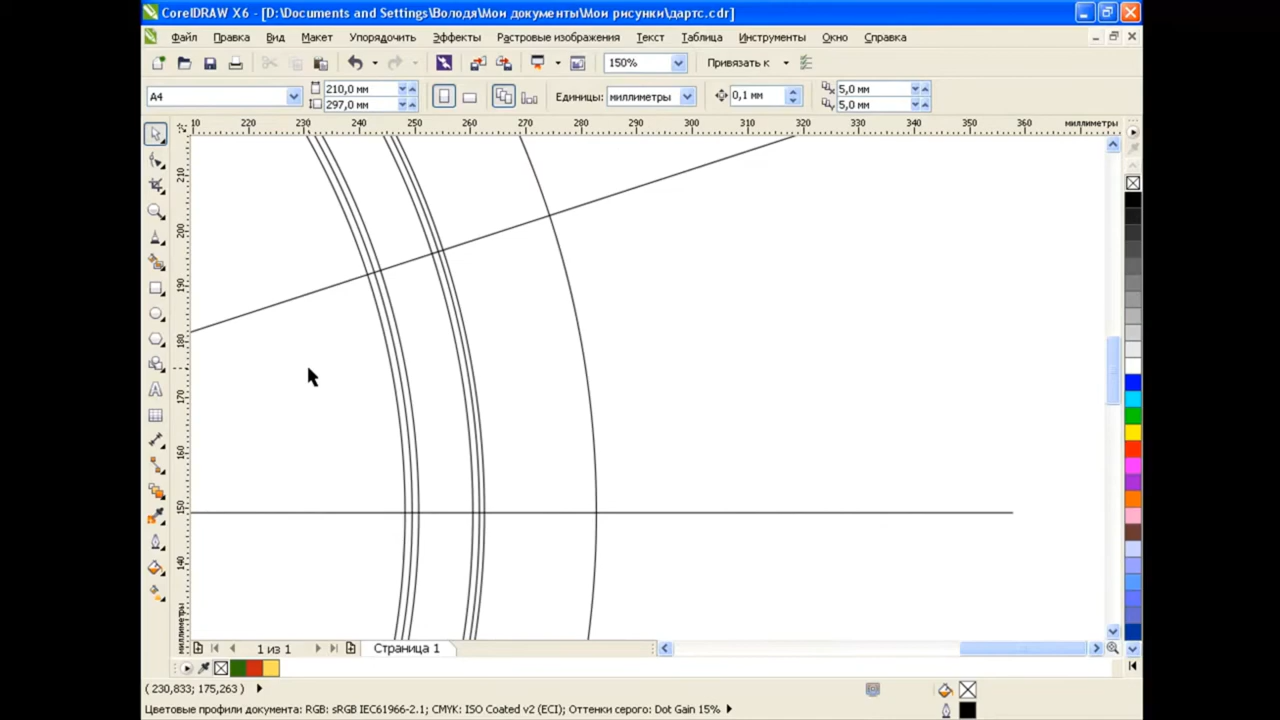 CorelDRAW X6 - [D:\Documents and Settings\Володя\Мои документы\Мои рисунки\дартс.cdr]
Файл Правка Вид Макет Упорядочить Эффекты Растровые изображения Текст Таблица Инструменты Окно Справка
150% Привязать к
A4 210,0 мм 297,0 мм Единицы: миллиметры 0,1 мм 5,0 мм 5,0 мм
10 220 230 240 250 260 270 280 290 300 310 320 330 340 350 360 миллиметры
210
200
190
180
170
160
150
140
миллиметры
1 из 1 Страница 1
( 230,833; 175,263 )
Цветовые профили документа: RGB: sRGB IEC61966-2.1; CMYK: ISO Coated v2 (ECI); Оттенки серого: Dot Gain 15%